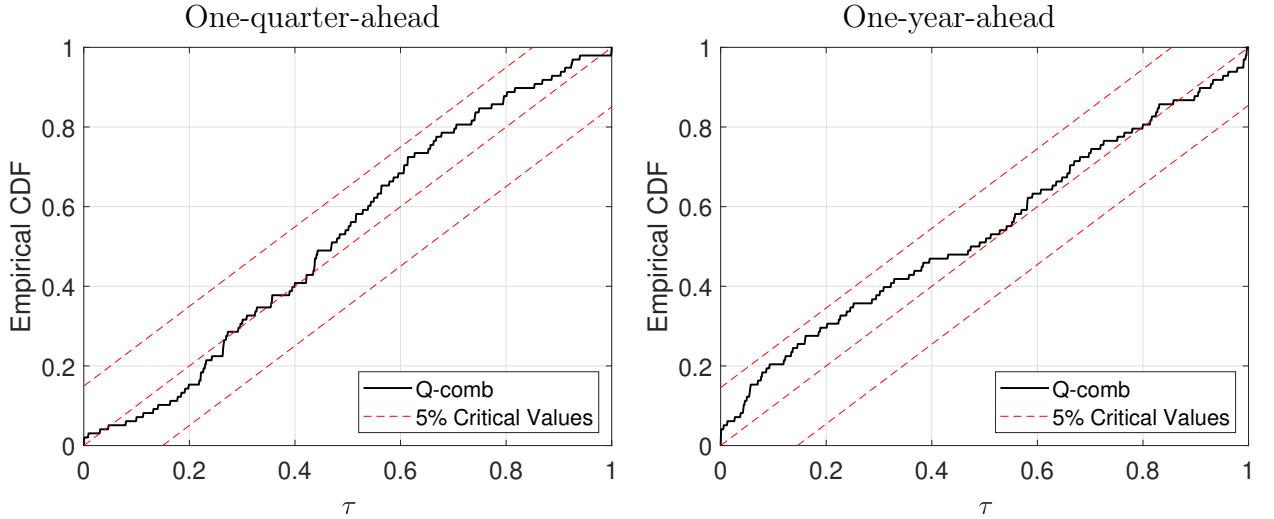 One-quarter-ahead
Empirical CDF
1
0.8
0.6
0.4
0.2
0
0 0.2 0.4 0.6 0.8 1
τ
Q-comb
5% Critical Values
One-year-ahead
Empirical CDF
1
0.8
0.6
0.4
0.2
0
0 0.2 0.4 0.6 0.8 1
τ
Q-comb
5% Critical Values